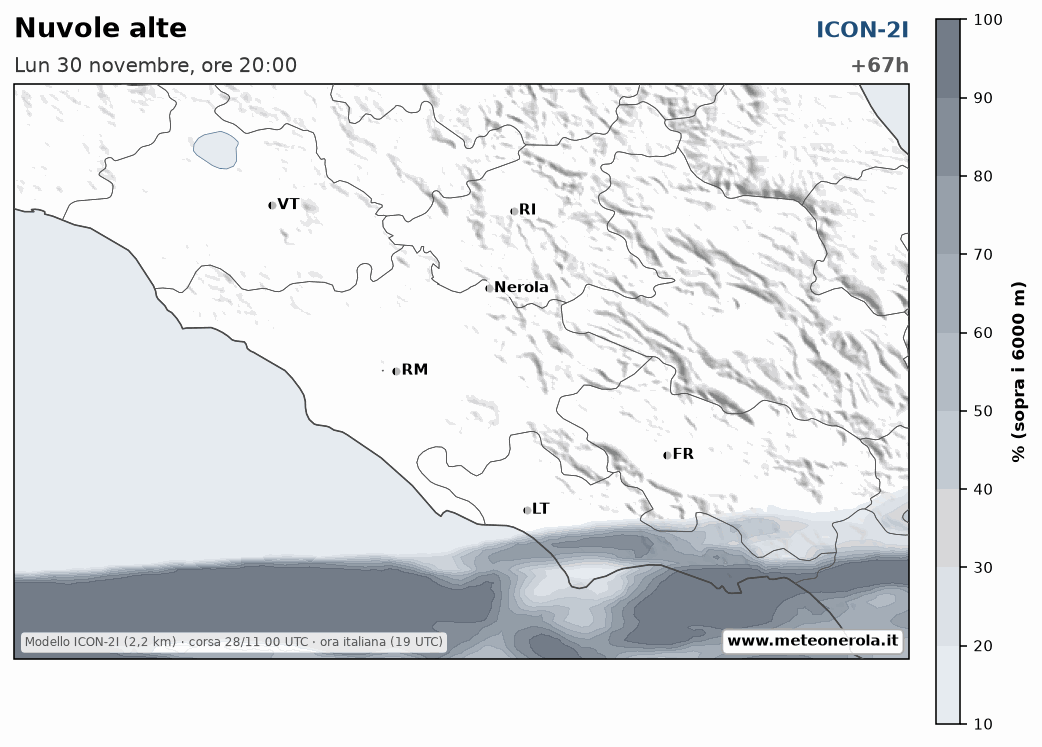 Nuvole alte
ICON-2I
Lun 30 novembre, ore 20:00
+67h
VT
RI
Nerola
RM
FR
LT
Modello ICON-2I (2,2 km) · corsa 28/11 00 UTC · ora italiana (19 UTC)
www.meteonerola.it
100
90
80
70
60
50
40
30
20
10
% (sopra i 6000 m)